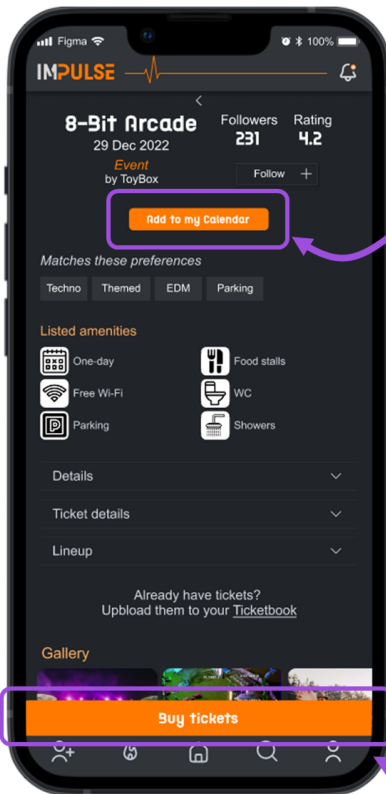 Figma 100%
IMPULSE
8-Bit Arcade
29 Dec 2022
Event
by ToyBox
Followers Rating
231 4.2
Follow
Add to my Calendar
Matches these preferences
Techno Themed EDM Parking
Listed amenities
One-day Food stalls
Free Wi-Fi WC
P Parking Showers
Details
Ticket details
Lineup
Already have tickets?
Upbload them to your Ticketbook
Gallery
Buy tickets